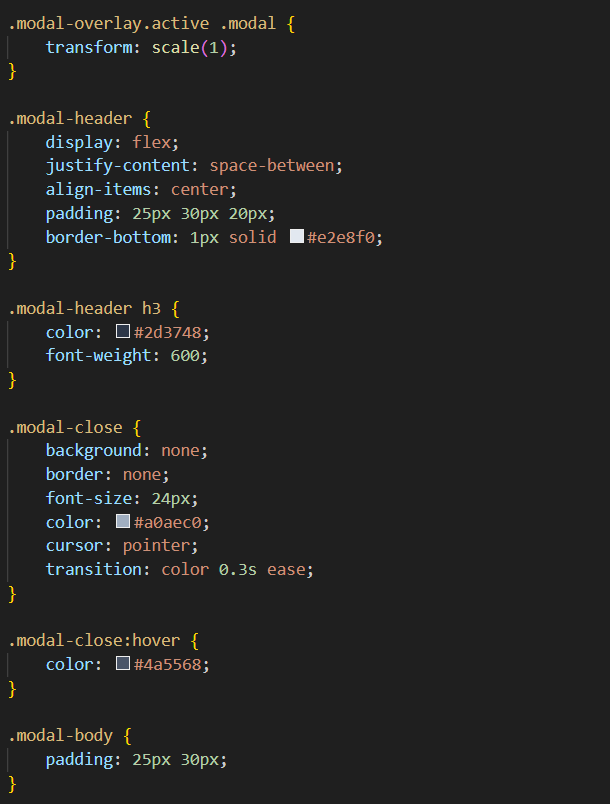 .modal-overlay.active .modal {
    transform: scale(1);
}

.modal-header {
    display: flex;
    justify-content: space-between;
    align-items: center;
    padding: 25px 30px 20px;
    border-bottom: 1px solid #e2e8f0;
}

.modal-header h3 {
    color: #2d3748;
    font-weight: 600;
}

.modal-close {
    background: none;
    border: none;
    font-size: 24px;
    color: #a0aec0;
    cursor: pointer;
    transition: color 0.3s ease;
}

.modal-close:hover {
    color: #4a5568;
}

.modal-body {
    padding: 25px 30px;
}